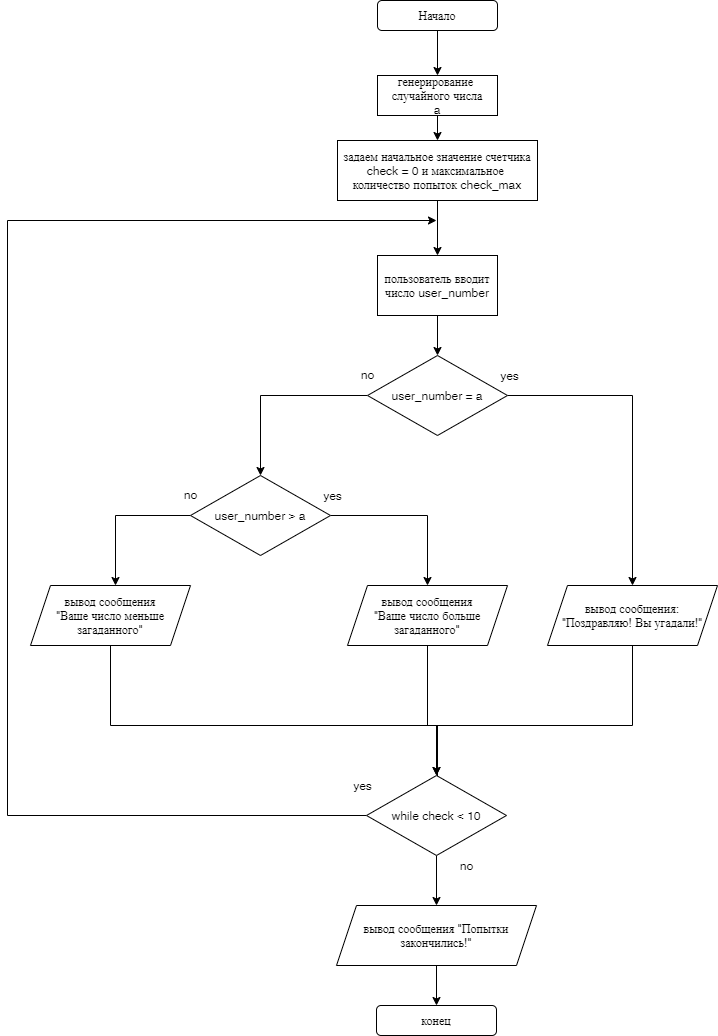 Начало
генерирование
случайного числа
a
задаем начальное значение счетчика
check = 0 и максимальное
количество попыток check_max
пользователь вводит
число user_number
no
yes
user_number = a
no
yes
user_number > a
вывод сообщения
"Ваше число меньше
загаданного"
вывод сообщения
"Ваше число больше
загаданного"
вывод сообщения:
"Поздравляю! Вы угадали!"
yes
while check < 10
no
вывод сообщения "Попытки
закончились!"
конец